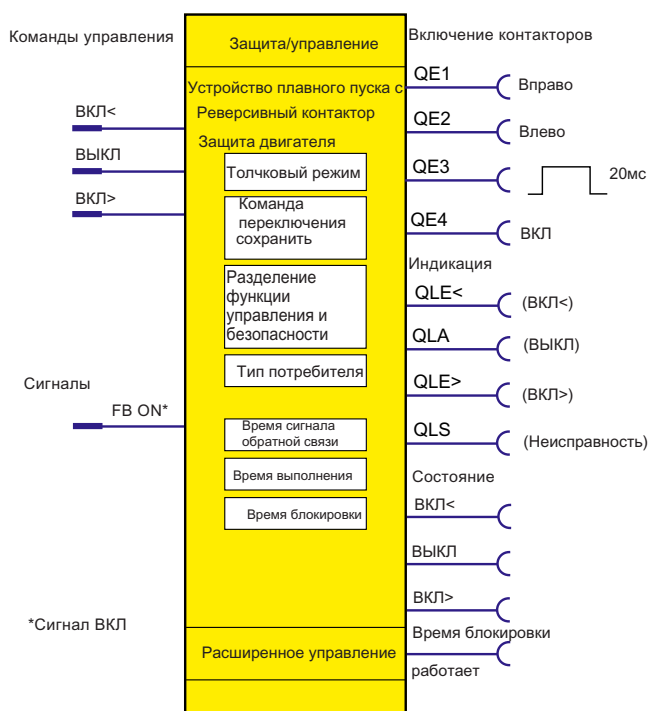 Команды управления
Защита/управление
Включение контакторов
Устройство плавного пуска с
Реверсивный контактор
Защита двигателя
ВКЛ<
ВЫКЛ
ВКЛ>
Толчковый режим
Команда
переключения
сохранить
Разделение
функции
управления и
безопасности
Тип потребителя
Сигналы
FB ON*
Время сигнала
обратной связи
Время выполнения
Время блокировки
*Сигнал ВКЛ
Расширенное управление
QE1
Вправо
QE2
Влево
QE3
20мс
QE4
ВКЛ
Индикация
QLE<
(ВКЛ<)
QLA
(ВЫКЛ)
QLE>
(ВКЛ>)
QLS
(Неисправность)
Состояние
ВКЛ<
ВЫКЛ
ВКЛ>
Время блокировки
работает